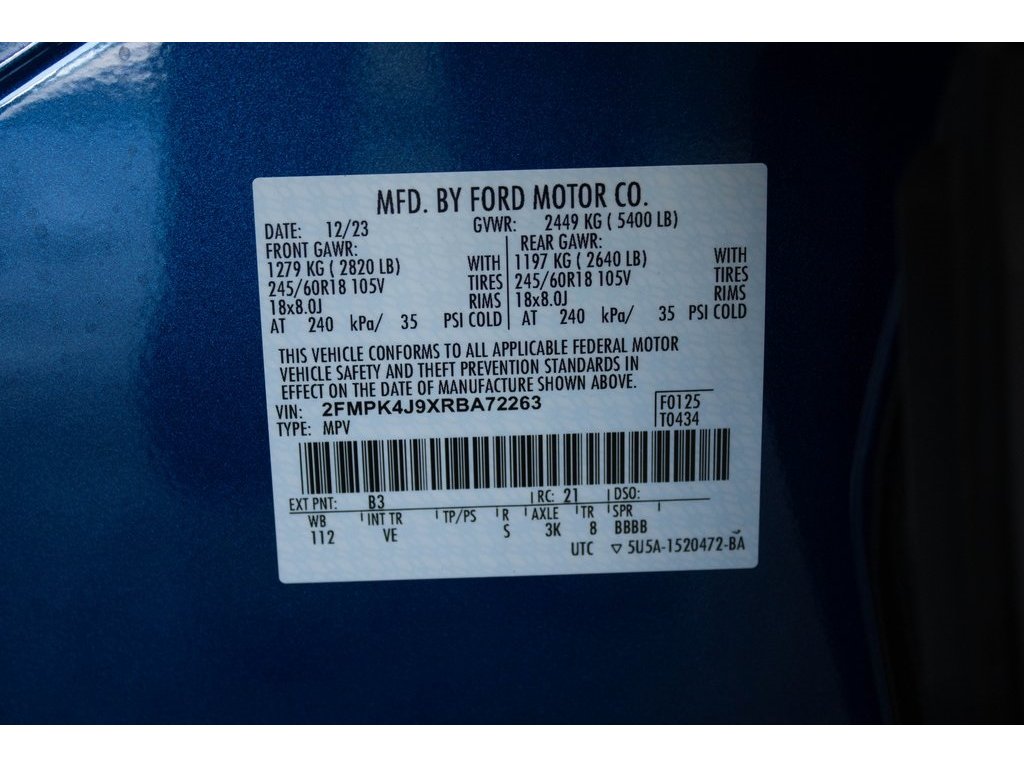 MFD. BY FORD MOTOR CO.
DATE: 12/23 GVWR: 2449 KG ( 5400 LB)
FRONT GAWR: REAR GAWR:
1279 KG ( 2820 LB) WITH 1197 KG ( 2640 LB) WITH
245/60R18 105V TIRES 245/60R18 105V TIRES
18x8.0J RIMS 18x8.0J RIMS
AT 240 kPa/ 35 PSI COLD AT 240 kPa/ 35 PSI COLD
THIS VEHICLE CONFORMS TO ALL APPLICABLE FEDERAL MOTOR
VEHICLE SAFETY AND THEFT PREVENTION STANDARDS IN
EFFECT ON THE DATE OF MANUFACTURE SHOWN ABOVE.
VIN: 2FMPK4J9XRBA72263 F0125
TYPE: MPV T0434
EXT PNT: B3 RC: 21 DSO:
WB INT TR TP/PS R AXLE TR SPR
112 VE S 3K 8 BBBB
UTC ▽ 5U5A-1520472-BA